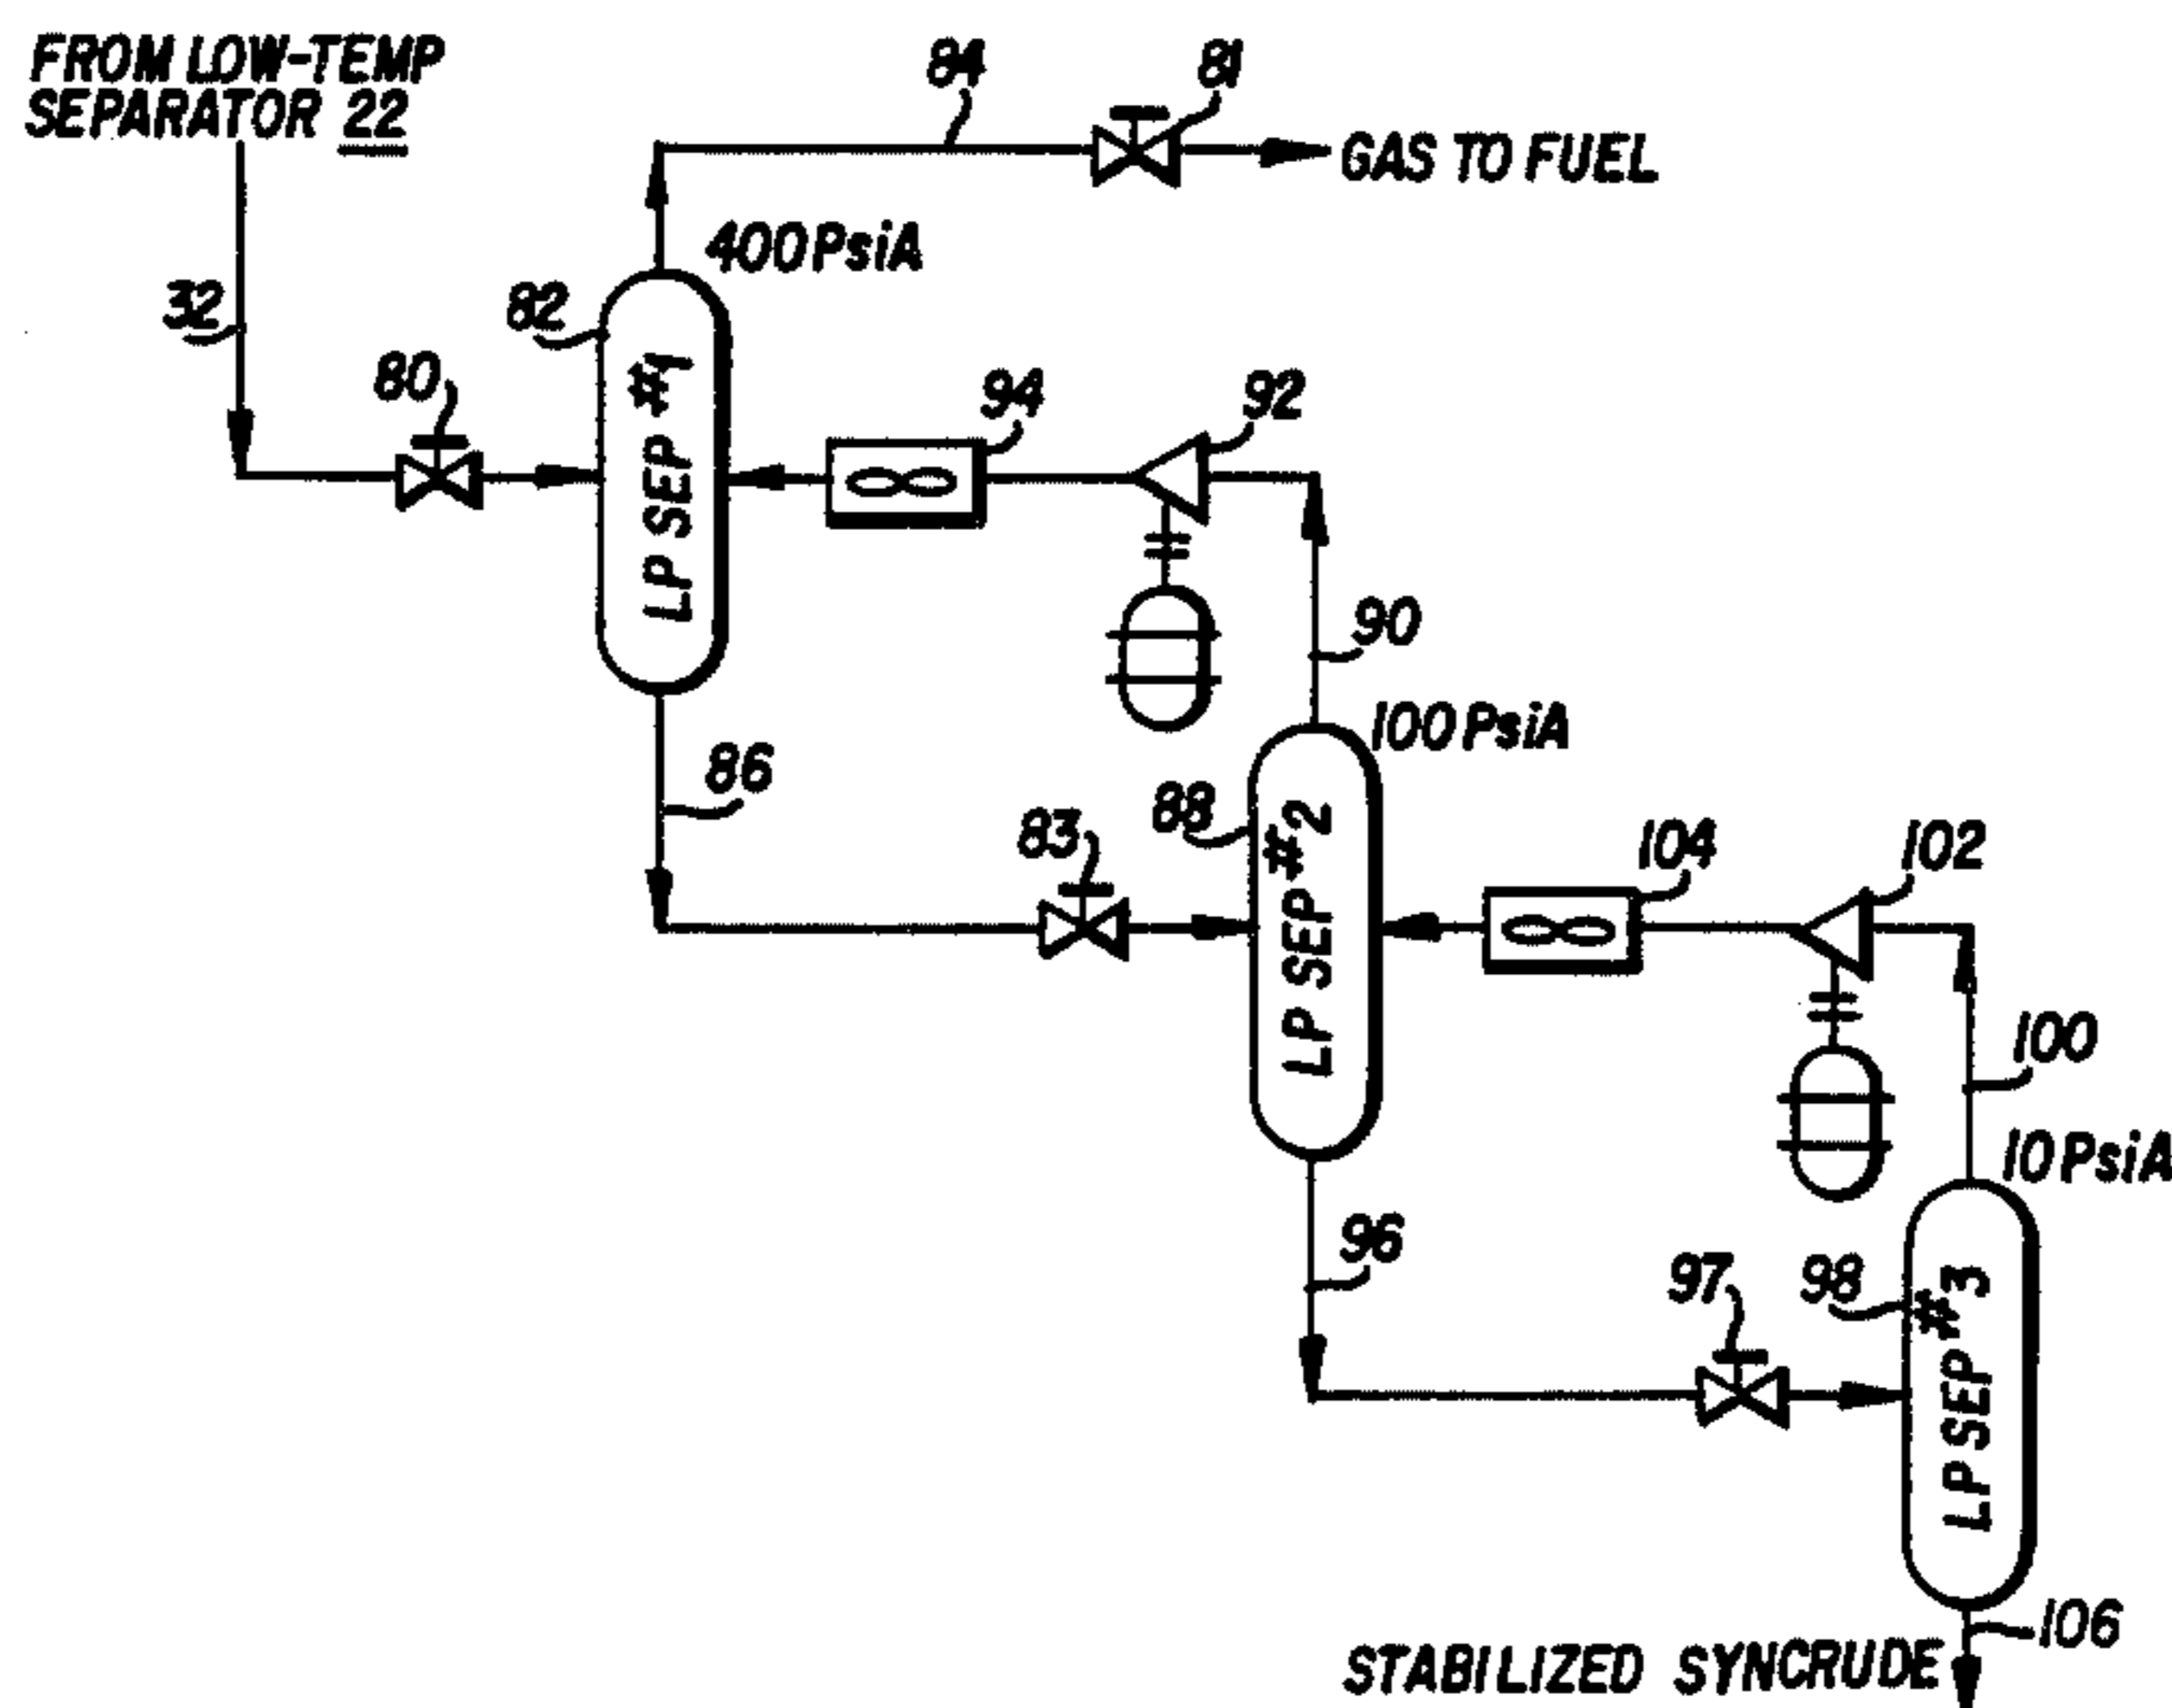 FROM LOW-TEMP
SEPARATOR 22
84
81
GAS TO FUEL
400 PsiA
32
82
80
LP SEP #1
94
92
90
100 PsiA
86
83
88
LP SEP #2
104
102
100
10 PsiA
96
97
98
LP SEP #3
106
STABILIZED SYNCRUDE